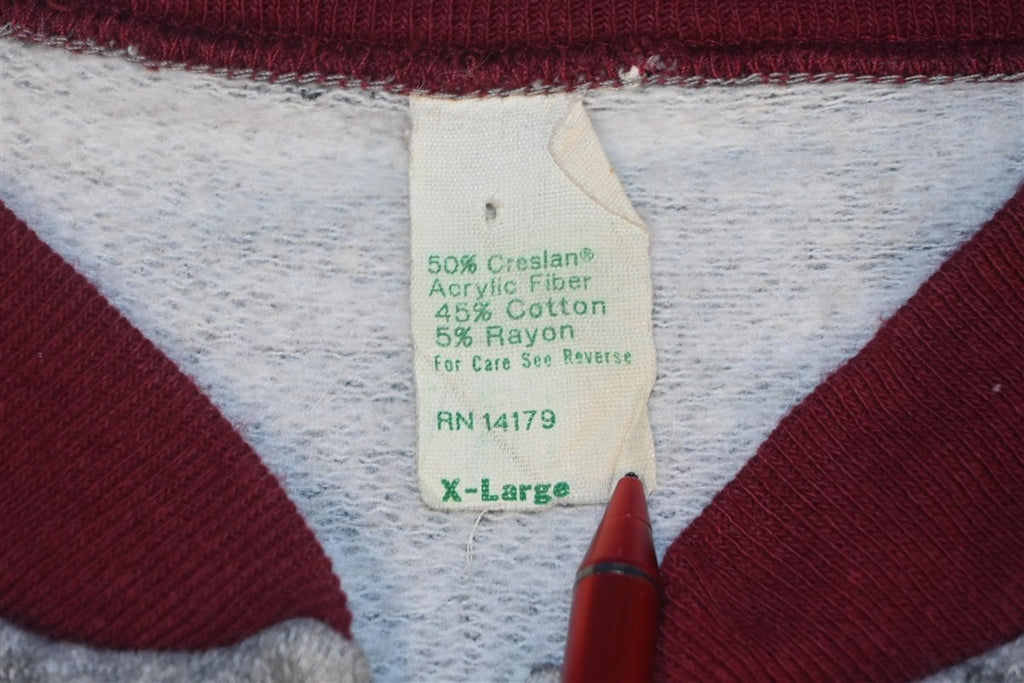 50% Creslan®
Acrylic Fiber
45% Cotton
5% Rayon
For Care See Reverse
RN 14179
X-Large